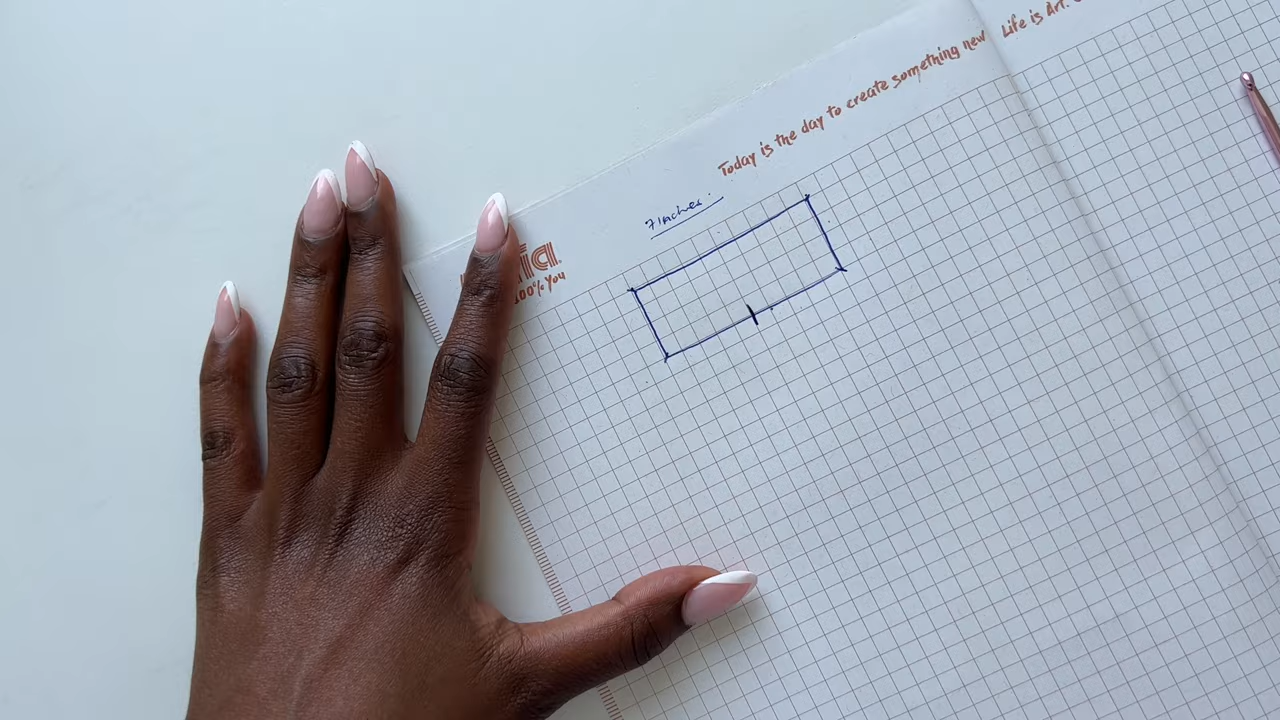 Today is the day to create something new
Life is Art.
7 inches
100% You